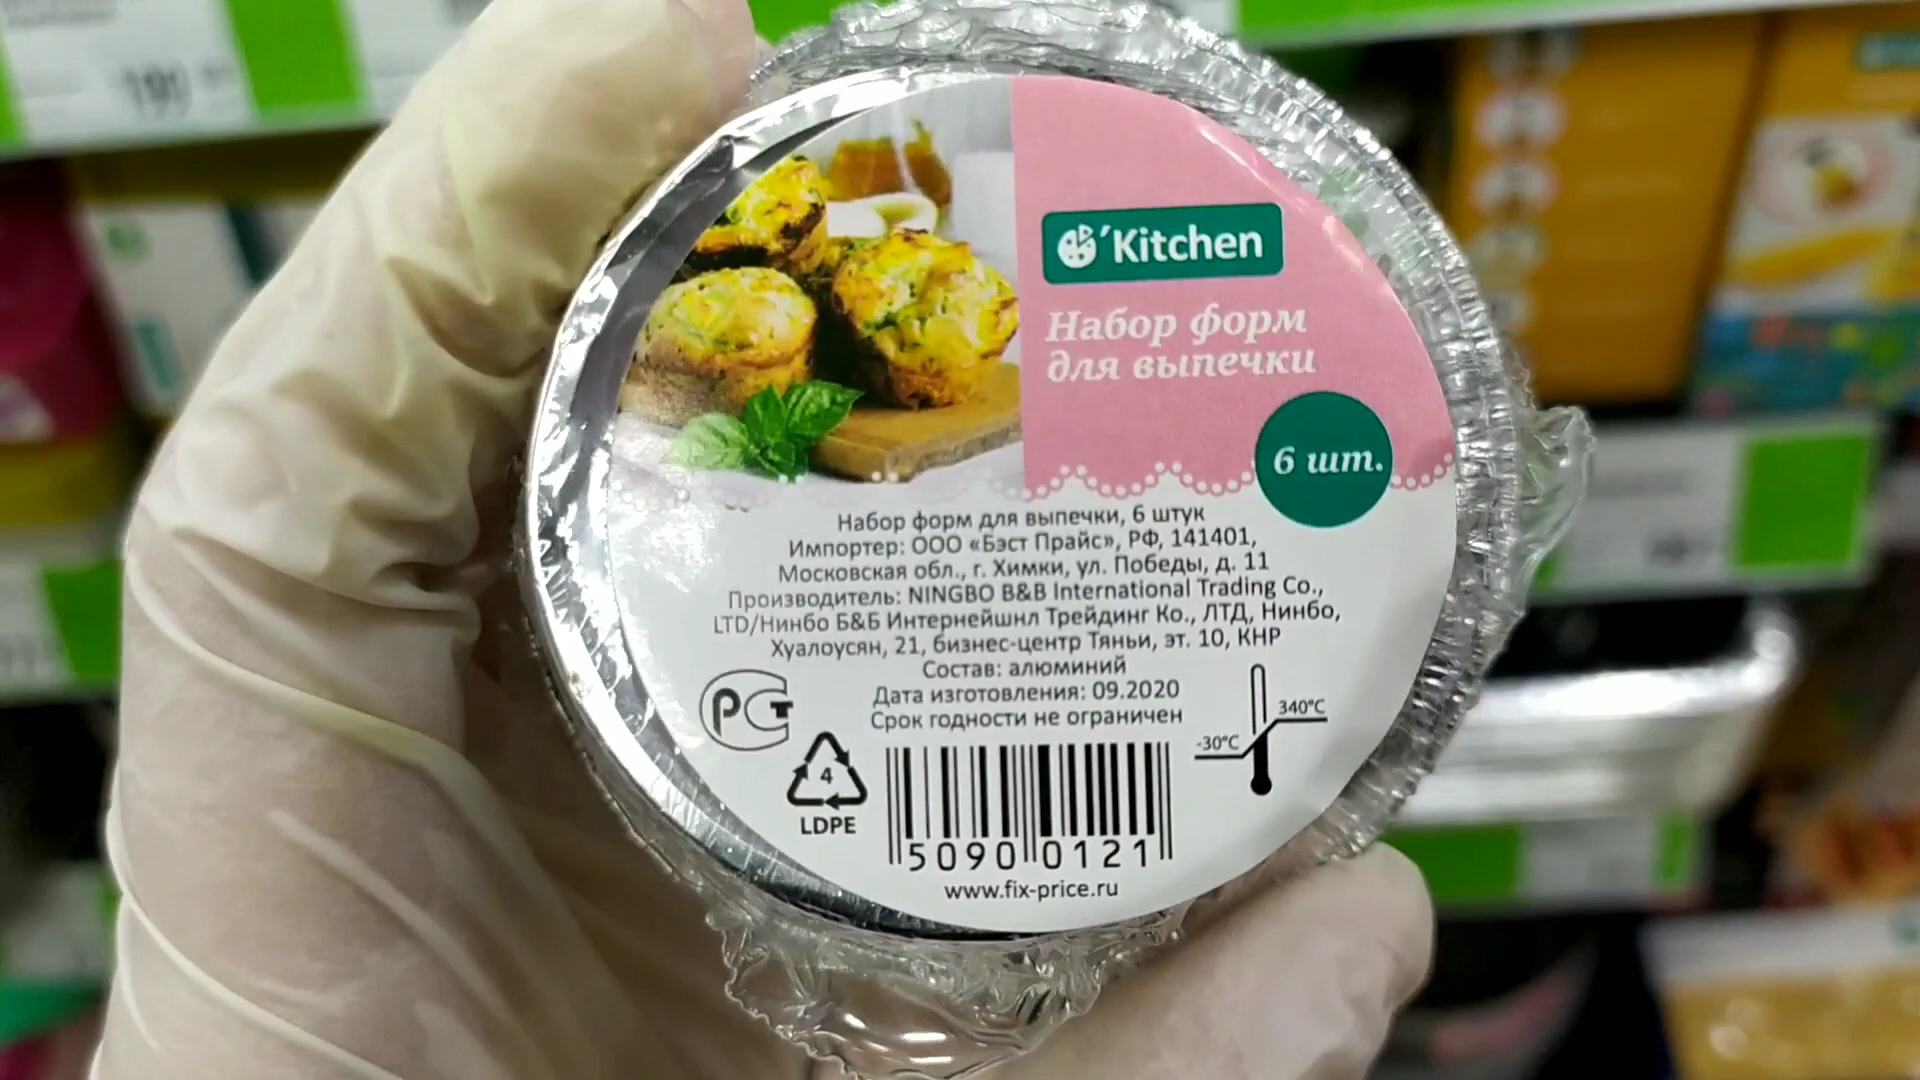 'Kitchen
Набор форм
для выпечки
6 шт.
Набор форм для выпечки, 6 штук
Импортер: ООО «Бэст Прайс», РФ, 141401,
Московская обл., г. Химки, ул. Победы, д. 11
Производитель: NINGBO B&B International Trading Co.,
LTD/Нинбо Б&Б Интернейшнл Трейдинг Ко., ЛТД, Нинбо,
Хуалоусян, 21, бизнес-центр Тяньи, эт. 10, КНР
Состав: алюминий
Дата изготовления: 09.2020
Срок годности не ограничен
РСТ
340°C
-30°C
4
LDPE
5090 0121
www.fix-price.ru